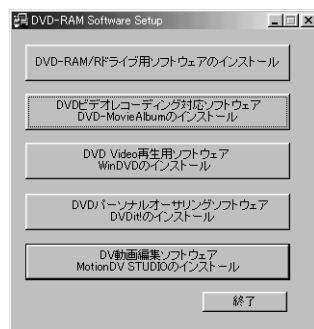 DVD-RAM Software Setup
DVD-RAM/Rドライブ用ソフトウェアのインストール
DVDビデオレコーディング対応ソフトウェア
DVD-MovieAlbumのインストール
DVD Video再生用ソフトウェア
WinDVDのインストール
DVDパーソナルオーサリングソフトウェア
DVDit!のインストール
DV動画編集ソフトウェア
MotionDV STUDIOのインストール
終了